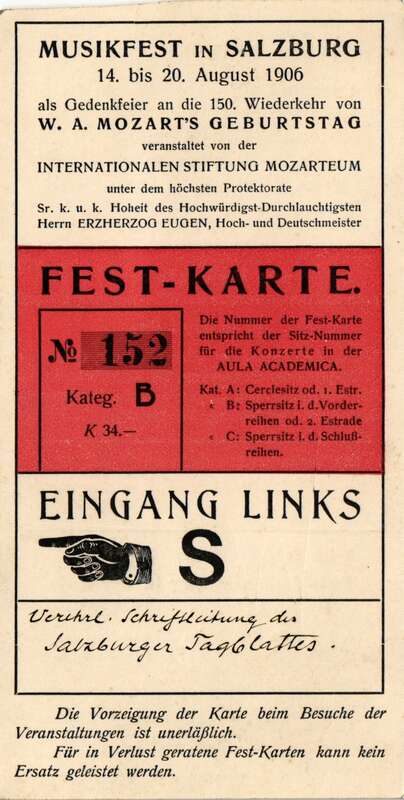 MUSIKFEST IN SALZBURG
14. bis 20. August 1906
als Gedenkfeier an die 150. Wiederkehr von
W. A. MOZART'S GEBURTSTAG
veranstaltet von der
INTERNATIONALEN STIFTUNG MOZARTEUM
unter dem höchsten Protektorate
Sr. k. u. k. Hoheit des Hochwürdigst-Durchlauchtigsten
Herrn ERZHERZOG EUGEN, Hoch- und Deutschmeister
FEST-KARTE.
No 152
Kateg. B
K 34.—
Die Nummer der Fest-Karte
entspricht der Sitz-Nummer
für die Konzerte in der
AULA ACADEMICA.
Kat. A: Cerclesitz od. 1. Estr.
« B: Sperrsitz i. d. Vorder-
reihen od. 2. Estrade
« C: Sperrsitz i. d. Schluß-
reihen.
EINGANG LINKS
S
Verehrl. Schriftleitung des
Salzburger Tagblattes.
Die Vorzeigung der Karte beim Besuche der
Veranstaltungen ist unerläßlich.
Für in Verlust geratene Fest-Karten kann kein
Ersatz geleistet werden.